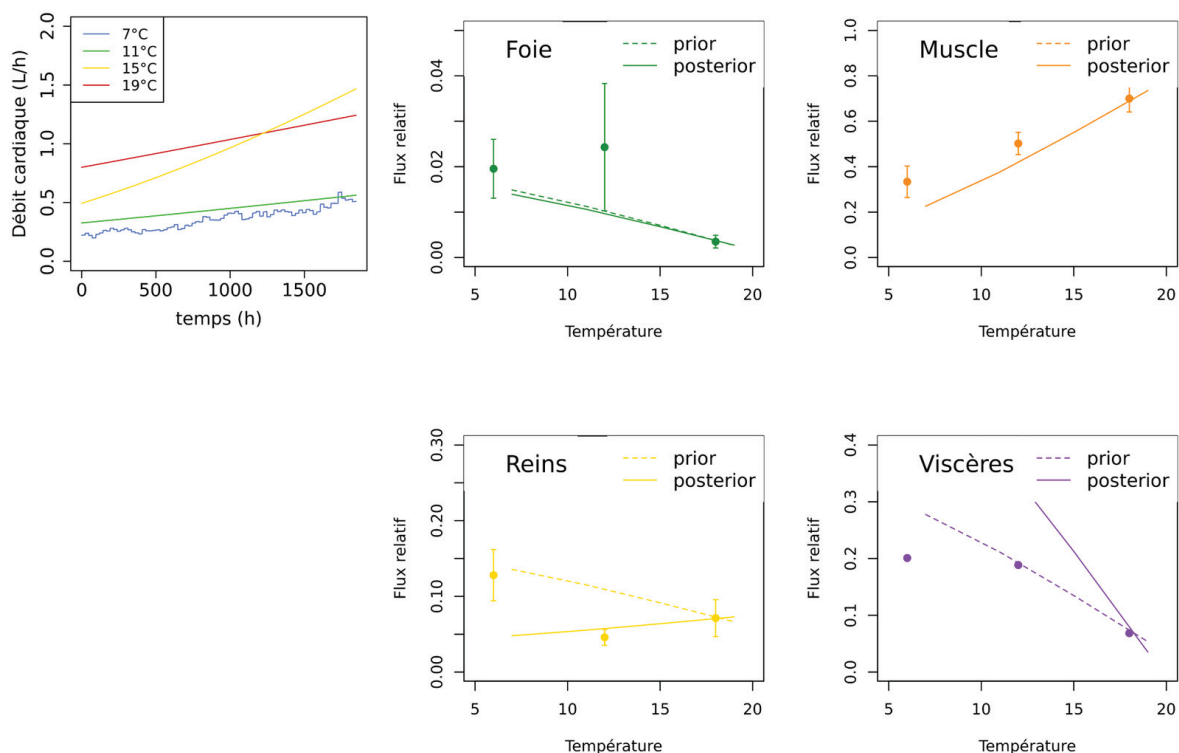 Débit cardiaque (L/h)
0.0 0.5 1.0 1.5 2.0
7°C
11°C
15°C
19°C
0 500 1000 1500
temps (h)
Foie
prior
posterior
Flux relatif
0.00 0.02 0.04
5 10 15 20
Température
Muscle
prior
posterior
Flux relatif
0.0 0.2 0.4 0.6 0.8 1.0
5 10 15 20
Température
Reins
prior
posterior
Flux relatif
0.00 0.10 0.20 0.30
5 10 15 20
Température
Viscères
prior
posterior
Flux relatif
0.0 0.1 0.2 0.3 0.4
5 10 15 20
Température